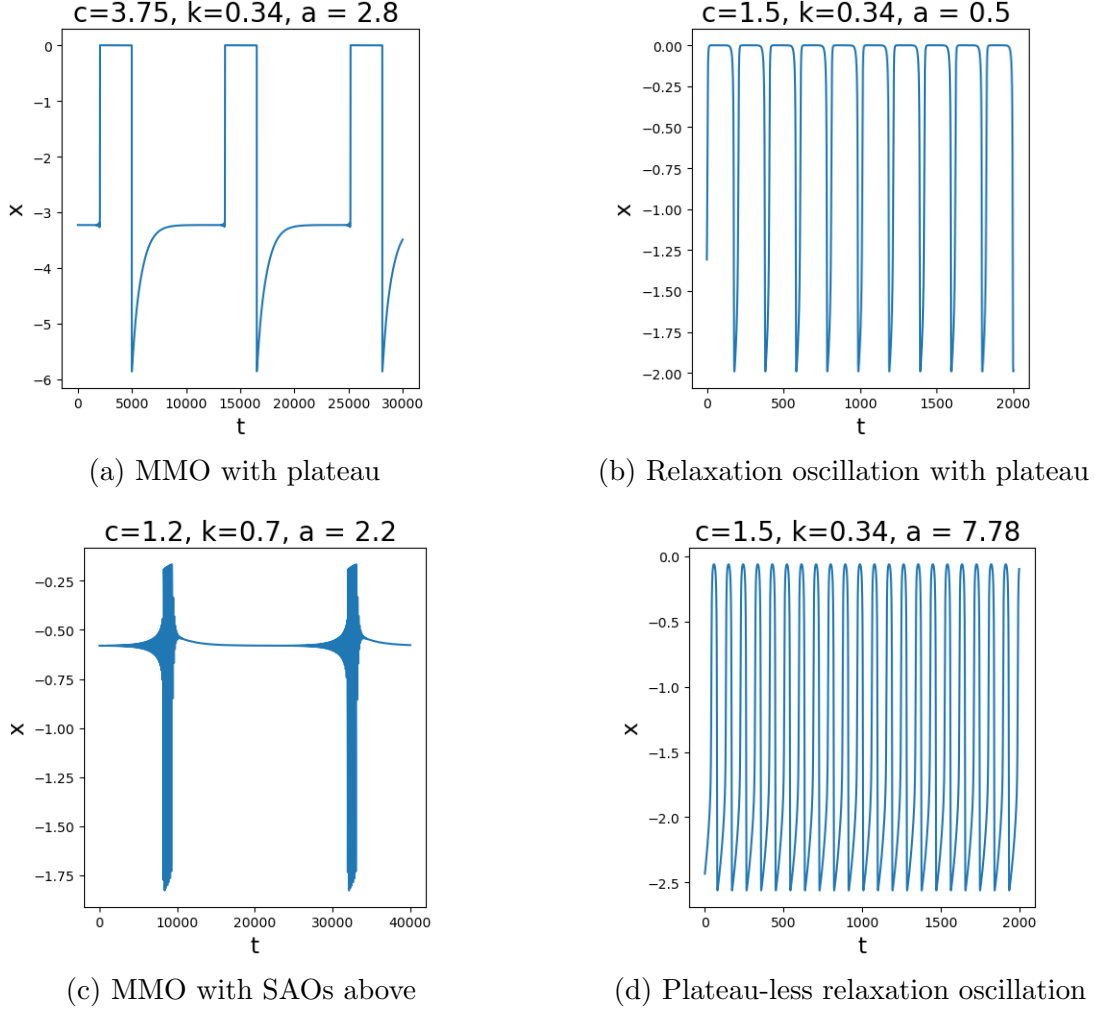 c=3.75, k=0.34, a = 2.8
0
−1
−2
−3
−4
−5
−6
x
0 5000 10000 15000 20000 25000 30000
t
(a) MMO with plateau
c=1.5, k=0.34, a = 0.5
0.00
−0.25
−0.50
−0.75
−1.00
−1.25
−1.50
−1.75
−2.00
x
0 500 1000 1500 2000
t
(b) Relaxation oscillation with plateau
c=1.2, k=0.7, a = 2.2
−0.25
−0.50
−0.75
−1.00
−1.25
−1.50
−1.75
x
0 10000 20000 30000 40000
t
(c) MMO with SAOs above
c=1.5, k=0.34, a = 7.78
0.0
−0.5
−1.0
−1.5
−2.0
−2.5
x
0 500 1000 1500 2000
t
(d) Plateau-less relaxation oscillation